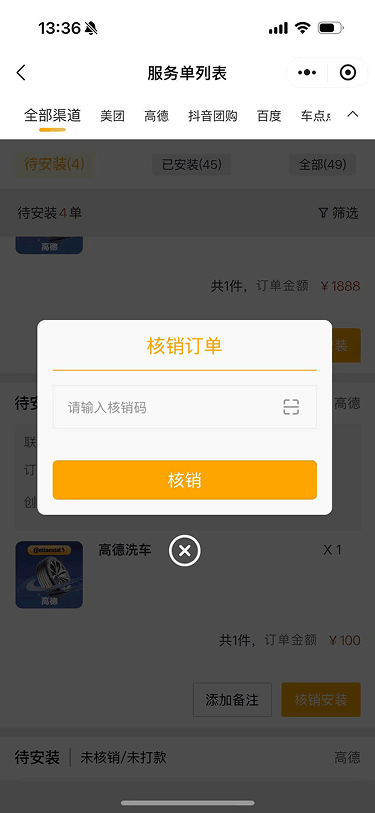 13:36
服务单列表
全部渠道 美团 高德 抖音团购 百度 车点
待安装(4) 已安装(45) 全部(49)
待安装4单 筛选
高德
共1件，订单金额 ￥1888
装
核销订单
待安 高德
请输入核销码
联
订
核销
创
Continental
高德洗车 X 1
高德
共1件，订单金额 ￥100
添加备注 核销安装
待安装 未核销/未打款 高德